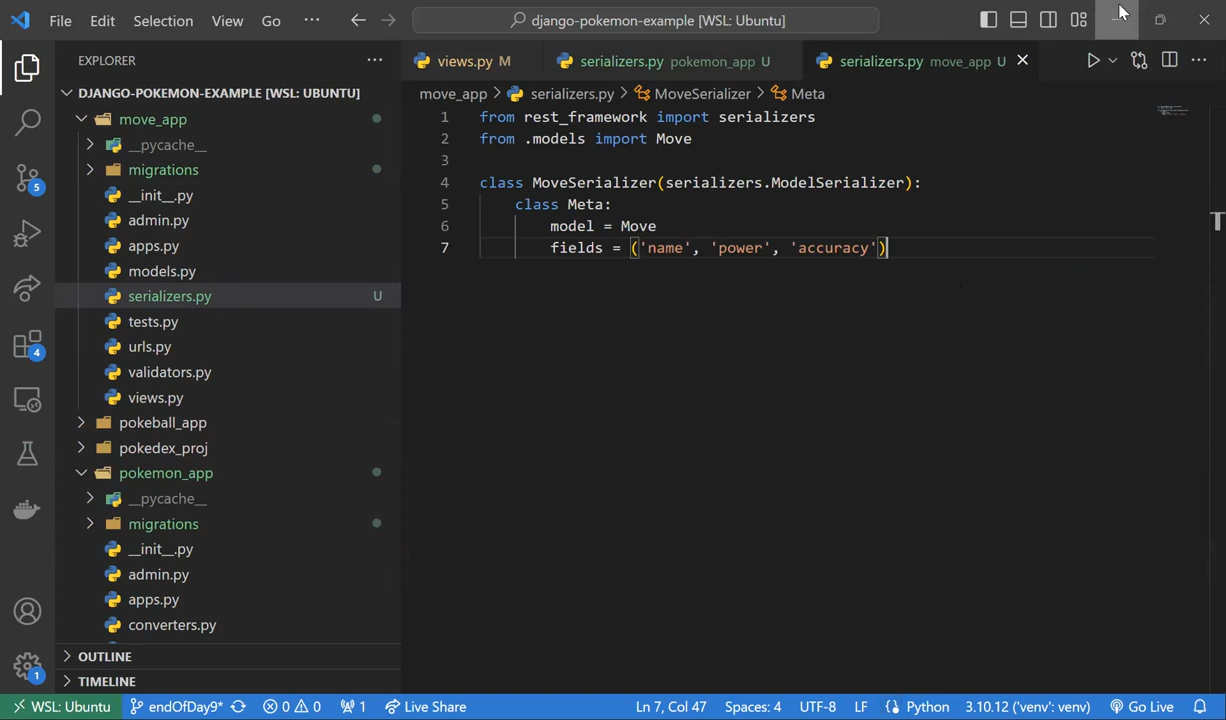 File Edit Selection View Go ··· django-pokemon-example [WSL: Ubuntu]
EXPLORER ···
views.py M serializers.py pokemon_app U serializers.py move_app U
DJANGO-POKEMON-EXAMPLE [WSL: UBUNTU]
move_app > serializers.py > MoveSerializer > Meta
move_app
__pycache__
migrations
__init__.py
admin.py
apps.py
models.py
serializers.py U
tests.py
urls.py
validators.py
views.py
pokeball_app
pokedex_proj
pokemon_app
__pycache__
migrations
__init__.py
admin.py
apps.py
converters.py
OUTLINE
TIMELINE
5
4
1
1 from rest_framework import serializers
2 from .models import Move
3
4 class MoveSerializer(serializers.ModelSerializer):
5 class Meta:
6 model = Move
7 fields = ('name', 'power', 'accuracy')
WSL: Ubuntu endOfDay9* 0 0 1 Live Share Ln 7, Col 47 Spaces: 4 UTF-8 LF Python 3.10.12 ('venv': venv) Go Live